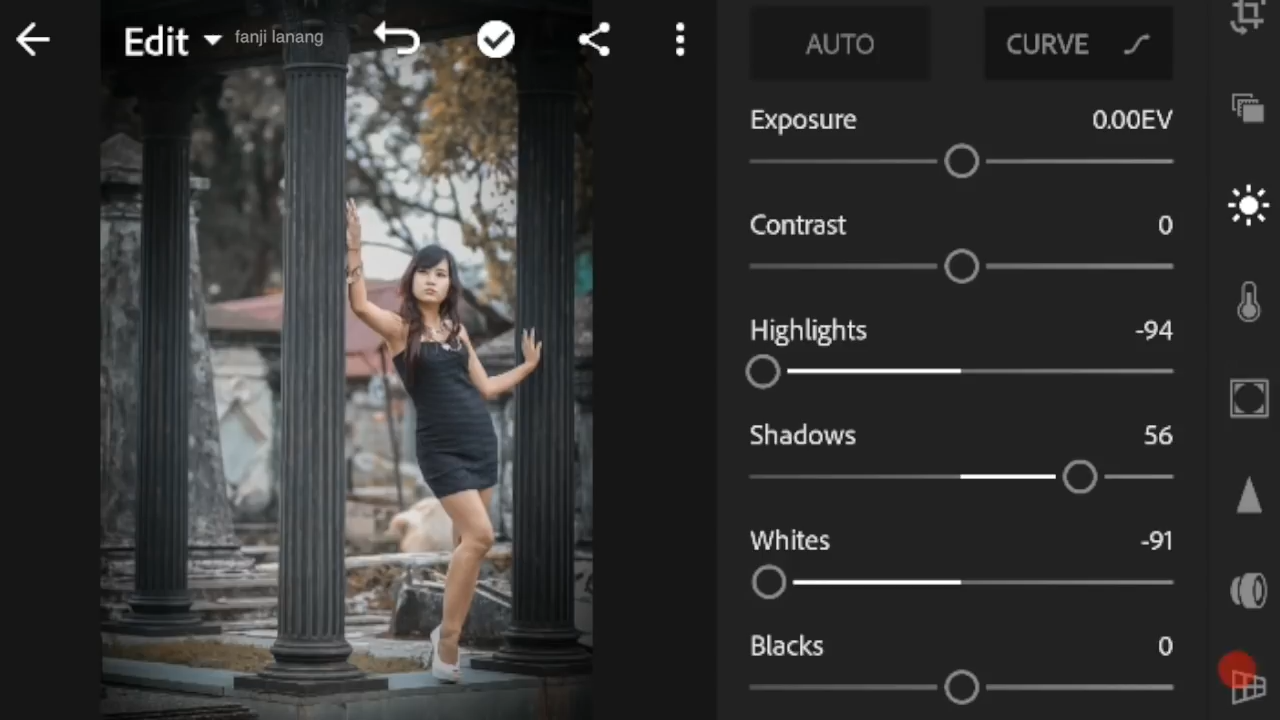 Edit fanji lanang
AUTO CURVE
Exposure 0.00EV
Contrast 0
Highlights -94
Shadows 56
Whites -91
Blacks 0